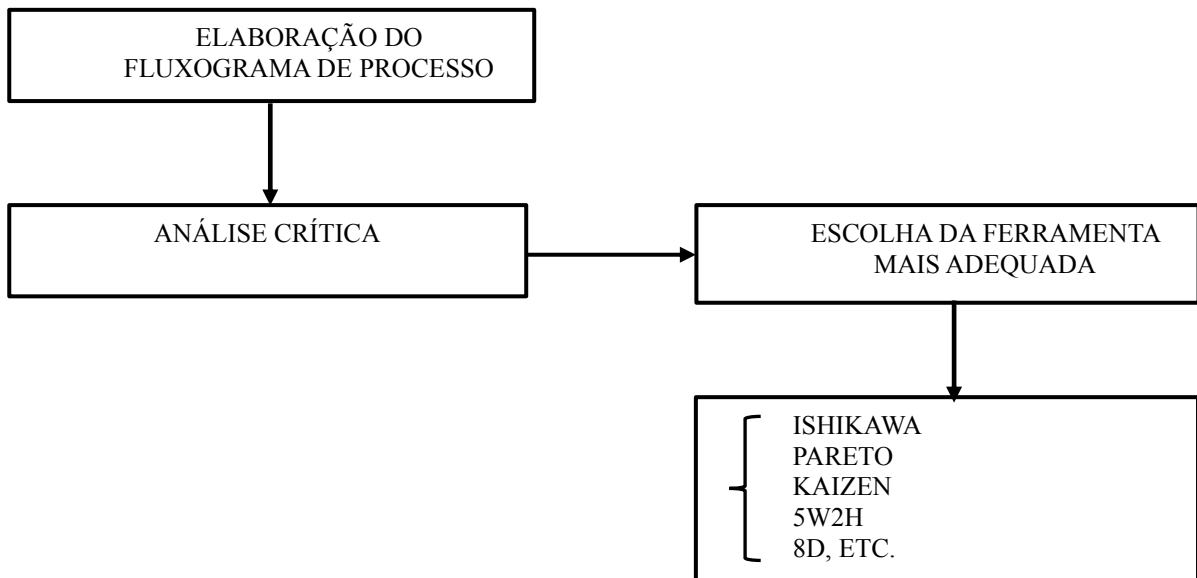 ELABORAÇÃO DO
FLUXOGRAMA DE PROCESSO
ANÁLISE CRÍTICA
ESCOLHA DA FERRAMENTA
MAIS ADEQUADA
ISHIKAWA
PARETO
KAIZEN
5W2H
8D, ETC.